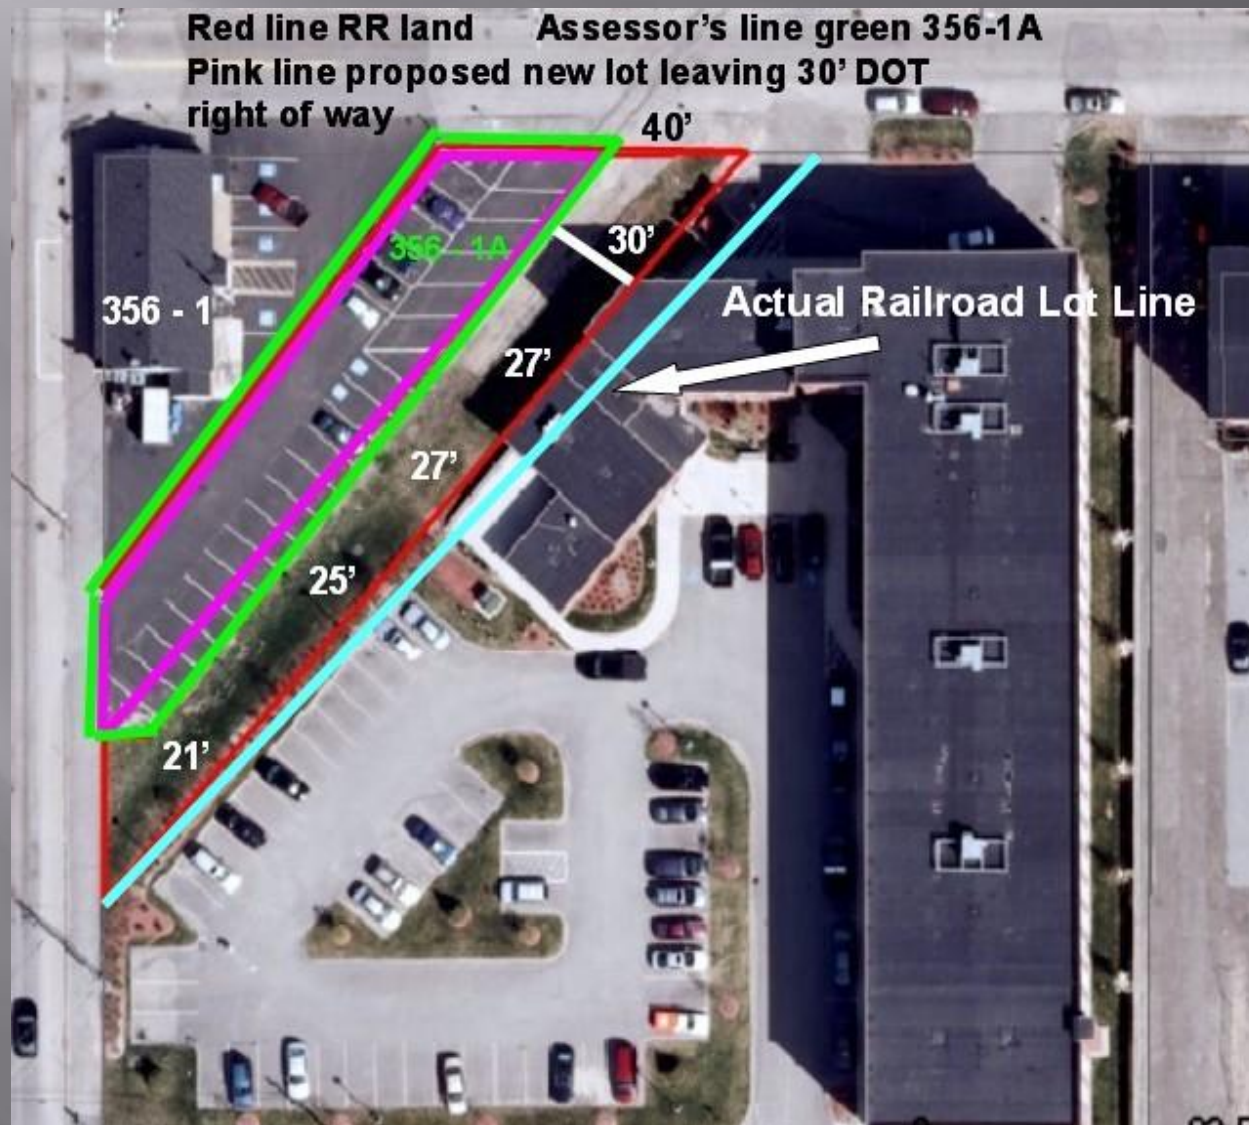 Red line RR land Assessor's line green 356-1A
Pink line proposed new lot leaving 30' DOT
right of way
40'
30'
356 - 1A
356 - 1
Actual Railroad Lot Line
27'
27'
25'
21'